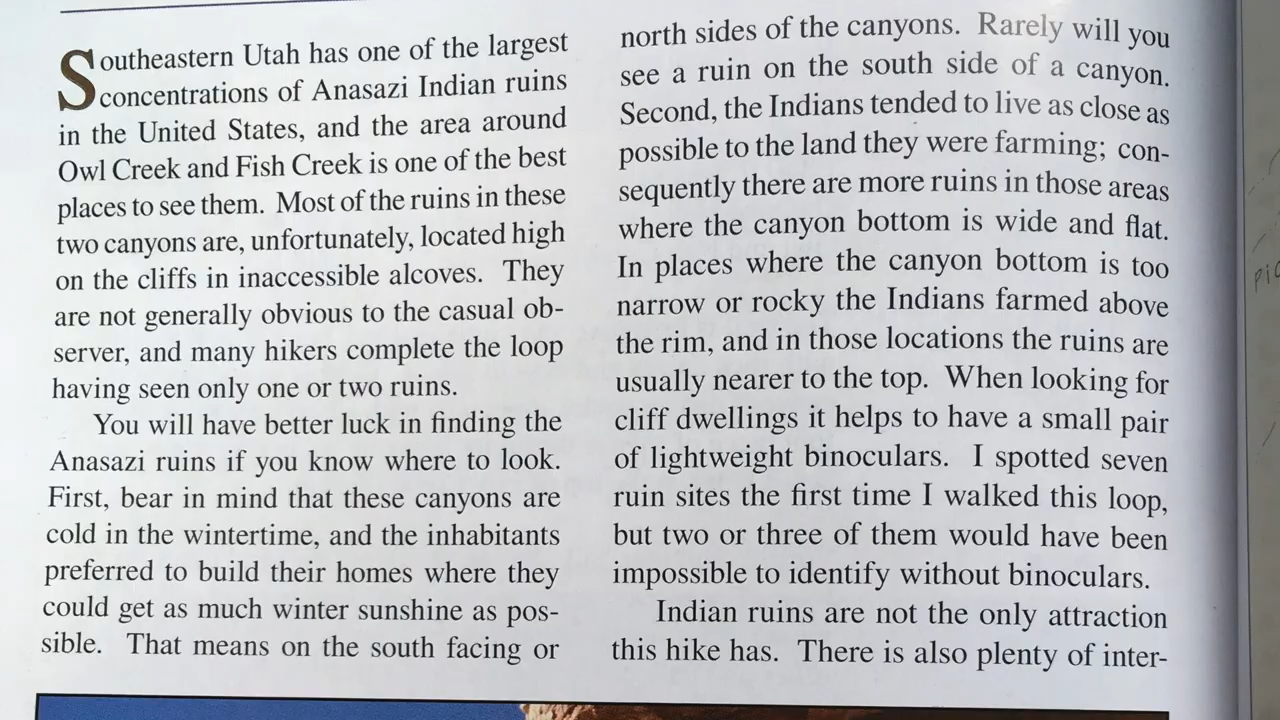 Southeastern Utah has one of the largest
concentrations of Anasazi Indian ruins
in the United States, and the area around
Owl Creek and Fish Creek is one of the best
places to see them. Most of the ruins in these
two canyons are, unfortunately, located high
on the cliffs in inaccessible alcoves. They
are not generally obvious to the casual ob-
server, and many hikers complete the loop
having seen only one or two ruins.
You will have better luck in finding the
Anasazi ruins if you know where to look.
First, bear in mind that these canyons are
cold in the wintertime, and the inhabitants
preferred to build their homes where they
could get as much winter sunshine as pos-
sible. That means on the south facing or
north sides of the canyons. Rarely will you
see a ruin on the south side of a canyon.
Second, the Indians tended to live as close as
possible to the land they were farming; con-
sequently there are more ruins in those areas
where the canyon bottom is wide and flat.
In places where the canyon bottom is too
narrow or rocky the Indians farmed above
the rim, and in those locations the ruins are
usually nearer to the top. When looking for
cliff dwellings it helps to have a small pair
of lightweight binoculars. I spotted seven
ruin sites the first time I walked this loop,
but two or three of them would have been
impossible to identify without binoculars.
Indian ruins are not the only attraction
this hike has. There is also plenty of inter-